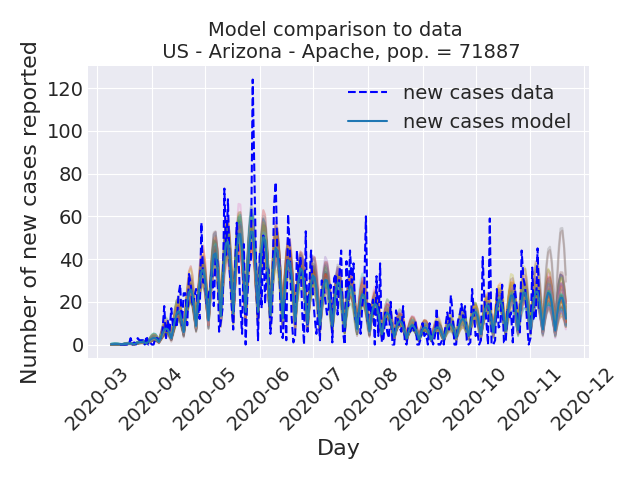 Model comparison to data
US - Arizona - Apache, pop. = 71887
Number of new cases reported
120
100
80
60
40
20
0
new cases data
new cases model
2020-03
2020-04
2020-05
2020-06
2020-07
2020-08
2020-09
2020-10
2020-11
2020-12
Day